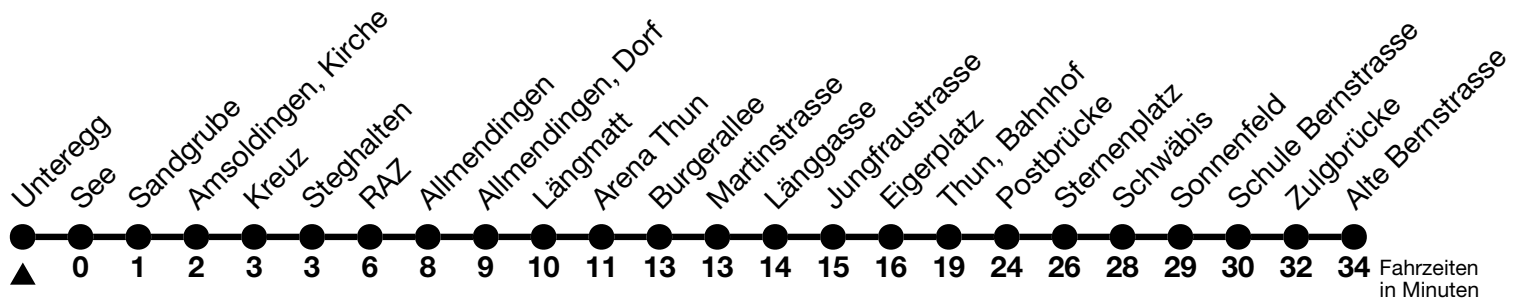 Unteregg
See
Sandgrube
Amsoldingen, Kirche
Kreuz
Steghalten
RAZ
Allmendingen
Allmendingen, Dorf
Längmatt
Arena Thun
Burgerallee
Martinstrasse
Länggasse
Jungfraustrasse
Eigerplatz
Thun, Bahnhof
Postbrücke
Sternenplatz
Schwäbis
Sonnenfeld
Schule Bernstrasse
Zulgbrücke
Alte Bernstrasse
0 1 2 3 3 6 8 9 10 11 13 13 14 15 16 19 24 26 28 29 30 32 34 Fahrzeiten
in Minuten